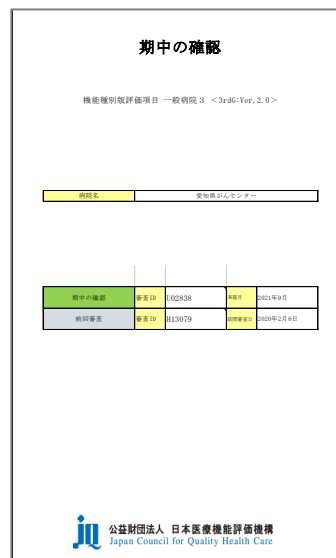 期中の確認
機能種別版評価項目 一般病院３ ＜3rdG:Ver.2.0＞
病院名 愛知県がんセンター
期中の確認 審査ID U02838 実施月 2021年9月
前回審査 審査ID H13079 訪問審査日 2020年2月6日
jq 公益財団法人 日本医療機能評価機構
Japan Council for Quality Health Care